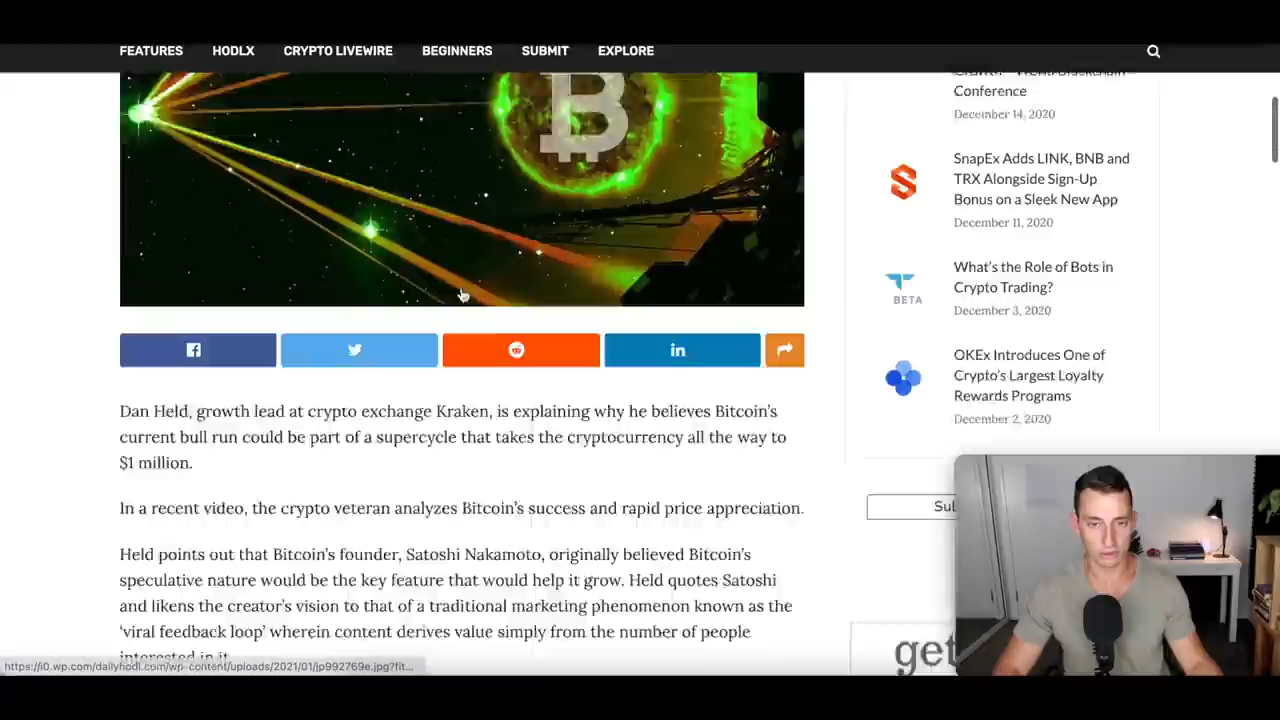 FEATURES HODLX CRYPTO LIVEWIRE BEGINNERS SUBMIT EXPLORE
B
Conference
December 14, 2020
SnapEx Adds LINK, BNB and
TRX Alongside Sign-Up
Bonus on a Sleek New App
December 11, 2020
What's the Role of Bots in
Crypto Trading?
December 3, 2020
BETA
OKEx Introduces One of
Crypto's Largest Loyalty
Rewards Programs
December 2, 2020
in
Dan Held, growth lead at crypto exchange Kraken, is explaining why he believes Bitcoin's
current bull run could be part of a supercycle that takes the cryptocurrency all the way to
$1 million.
In a recent video, the crypto veteran analyzes Bitcoin's success and rapid price appreciation.
Held points out that Bitcoin's founder, Satoshi Nakamoto, originally believed Bitcoin's
speculative nature would be the key feature that would help it grow. Held quotes Satoshi
and likens the creator's vision to that of a traditional marketing phenomenon known as the
'viral feedback loop' wherein content derives value simply from the number of people
interested in it.
https://i0.wp.com/dailyhodl.com/wp-content/uploads/2021/01/jp992769e.jpg?fit...
get